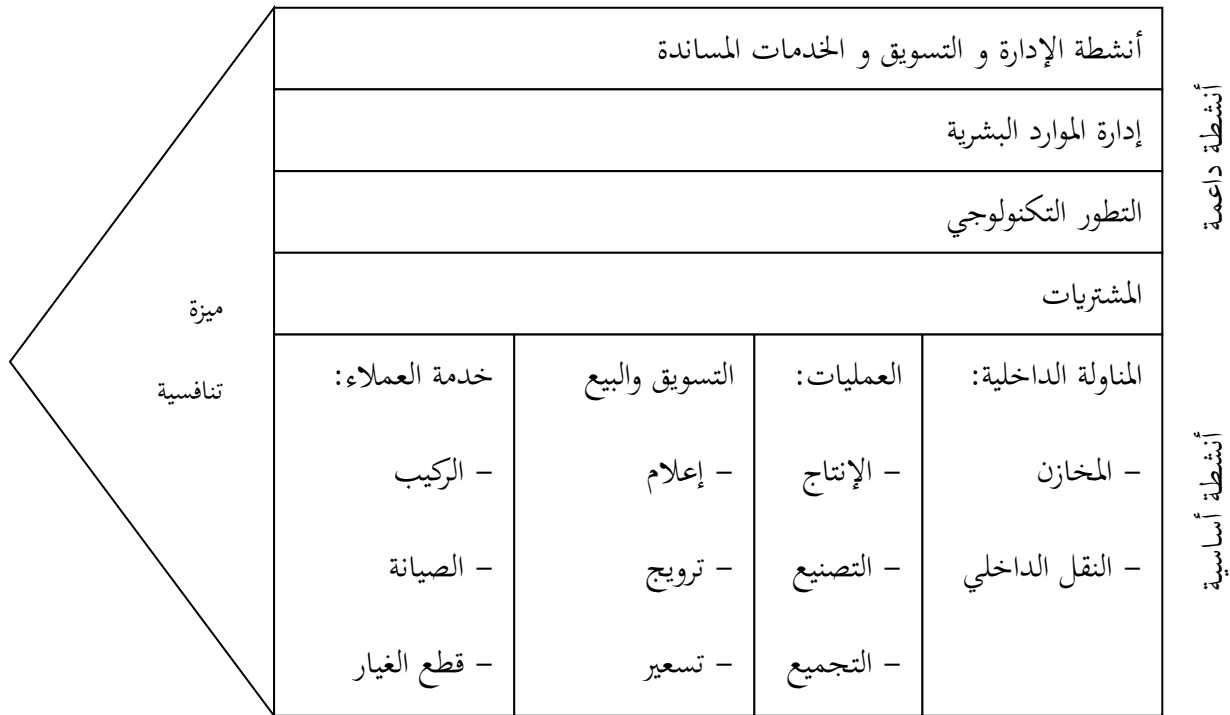 أنشطة الإدارة و التسويق و الخدمات المساندة
إدارة الموارد البشرية
التطور التكنولوجي
المشتريات
أنشطة داعمة
المناولة الداخلية:
– المخازن
– النقل الداخلي
العمليات:
– الإنتاج
– التصنيع
– التجميع
التسويق والبيع
– إعلام
– ترويج
– تسعير
خدمة العملاء:
– الركيب
– الصيانة
– قطع الغيار
أنشطة أساسية
ميزة
تنافسية